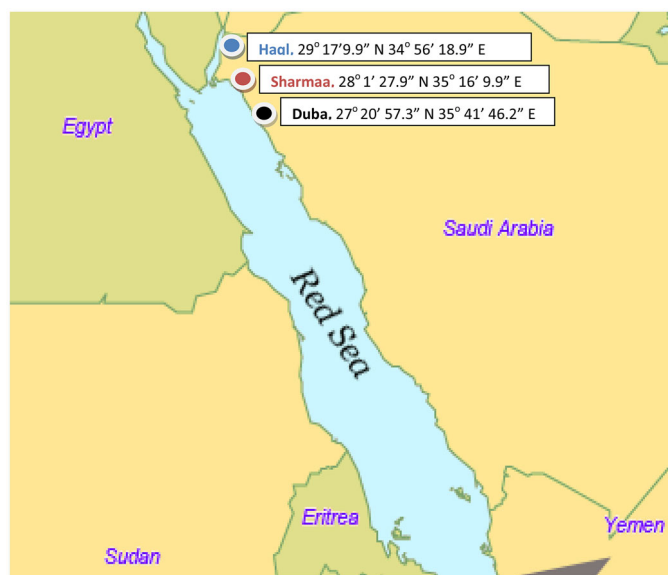 Haql, 29° 17’9.9” N 34° 56’ 18.9” E
Sharmaa, 28° 1’ 27.9” N 35° 16’ 9.9” E
Duba, 27° 20’ 57.3” N 35° 41’ 46.2” E
Egypt
Saudi Arabia
Red Sea
Eritrea
Yemen
Sudan